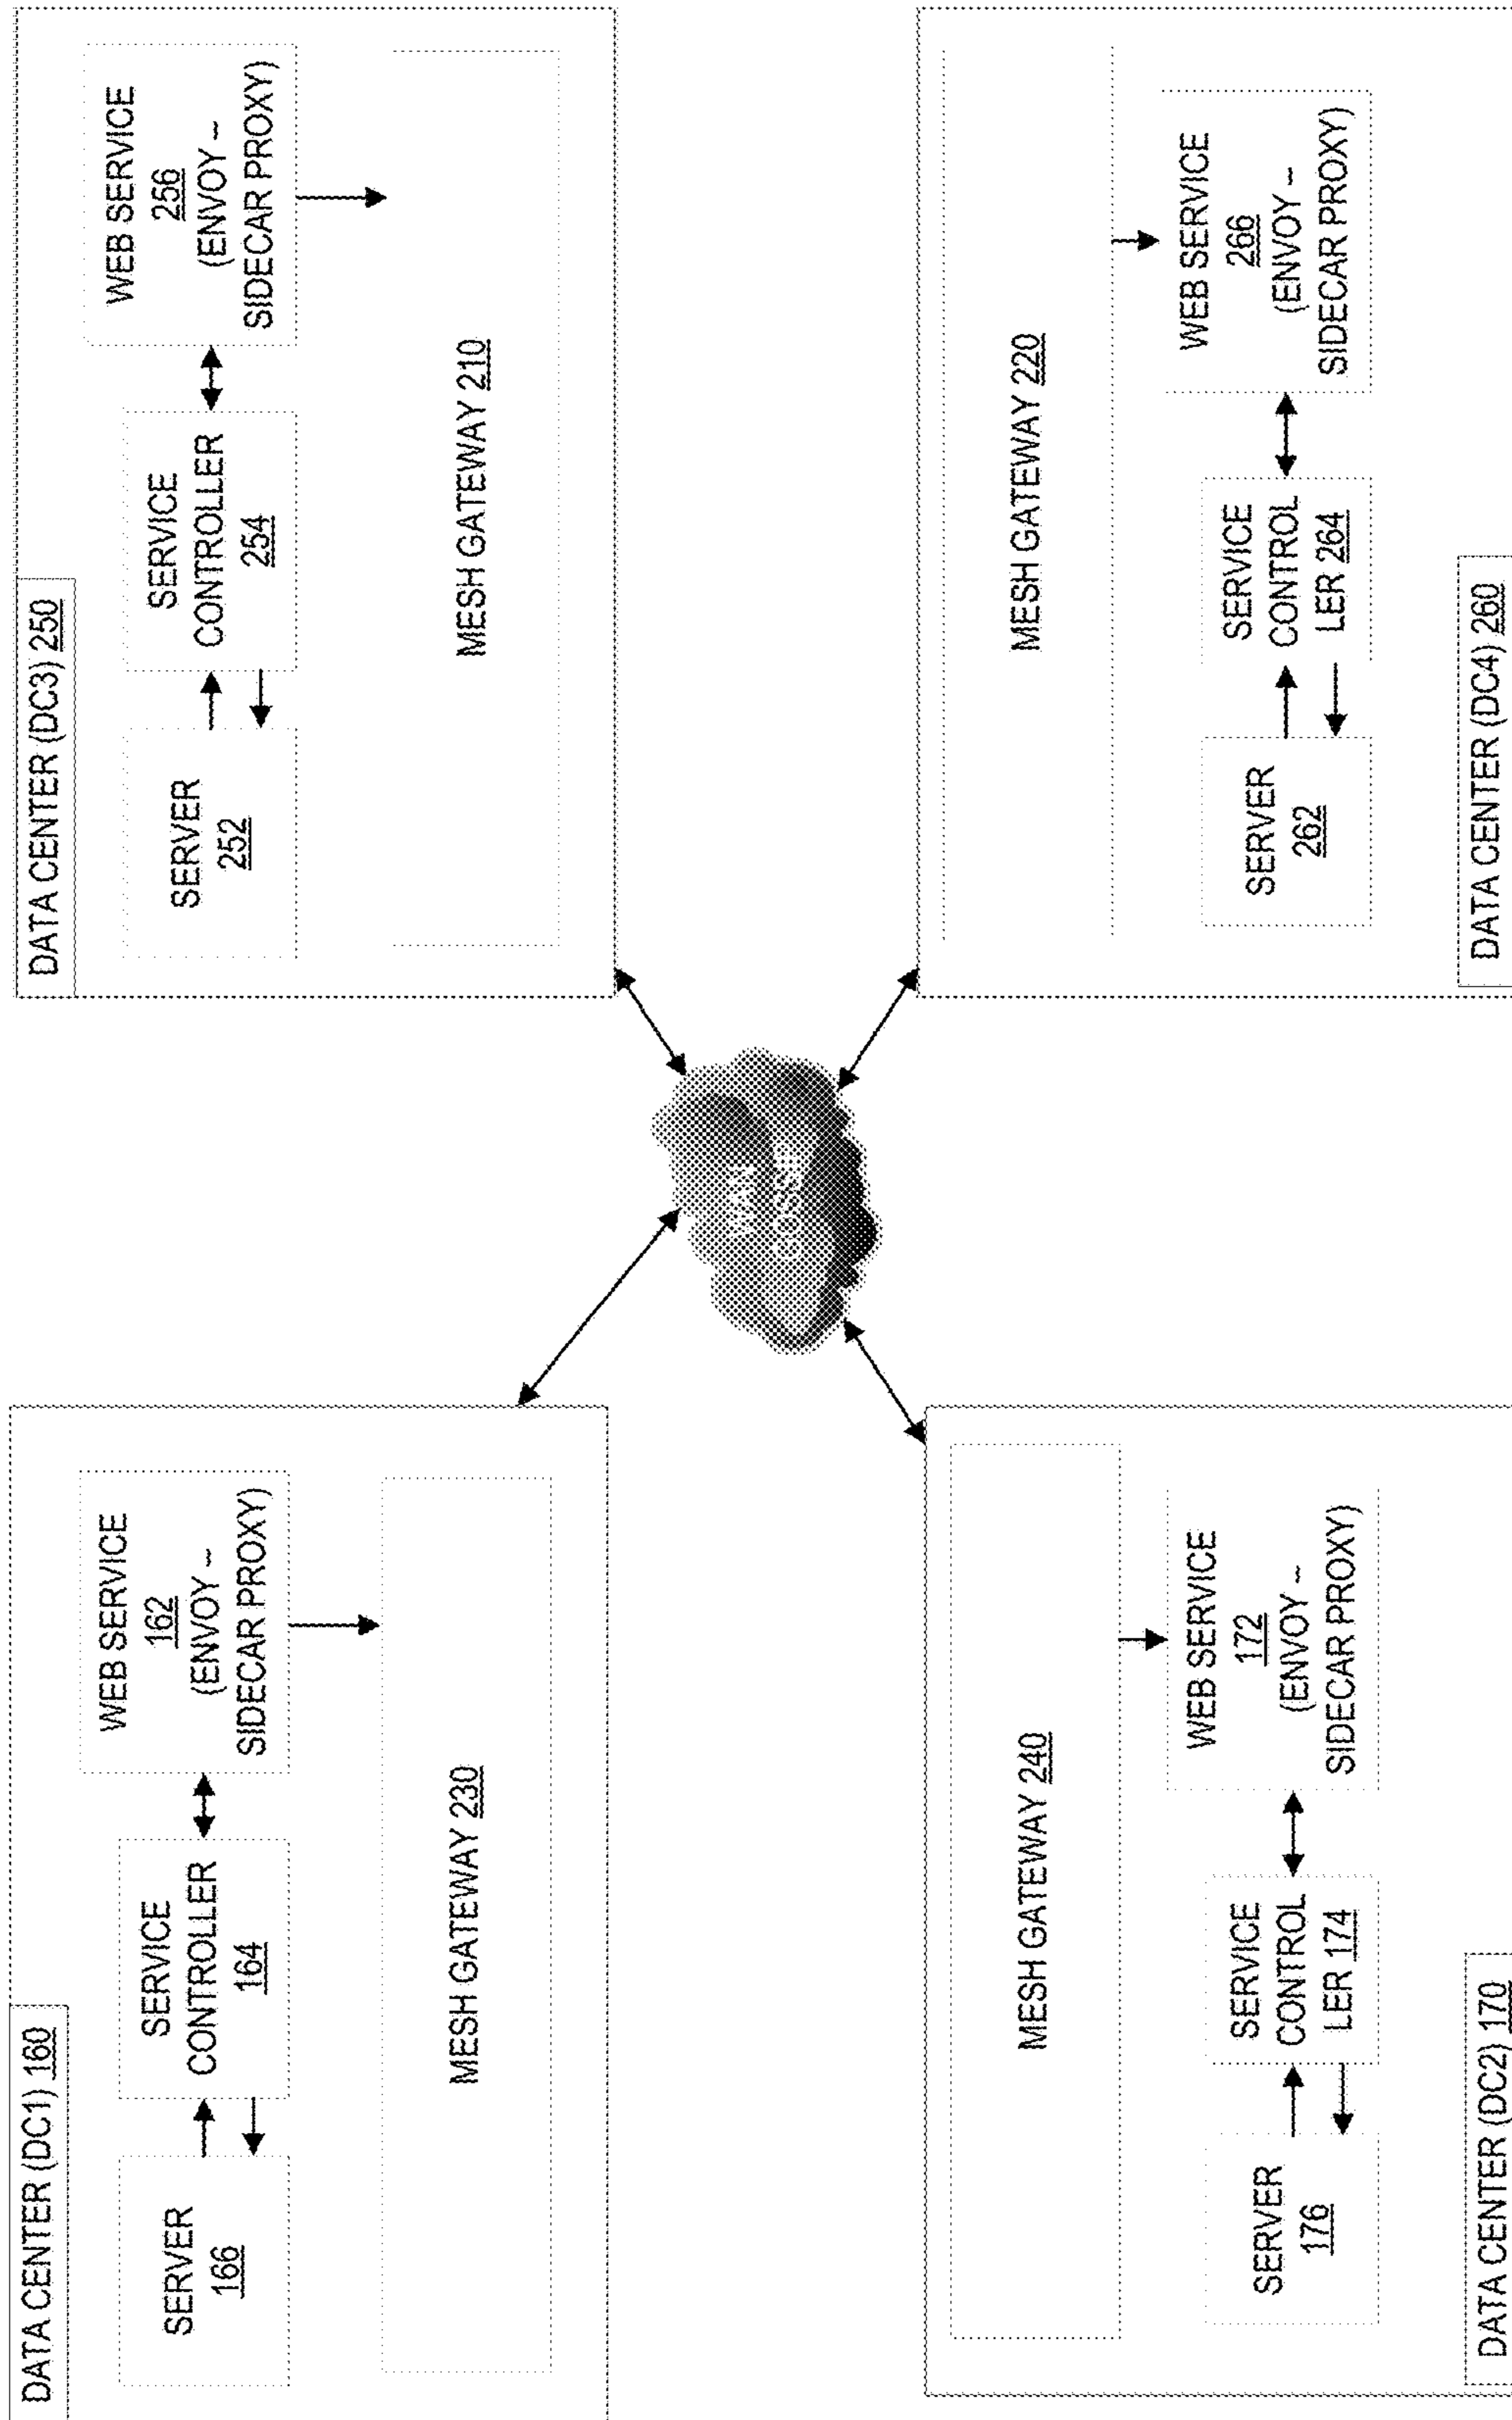 DATA CENTER (DC1) 160
SERVER
166
SERVICE
CONTROLLER
164
WEB SERVICE
162
(ENVOY –
SIDECAR PROXY)
MESH GATEWAY 230
DATA CENTER (DC3) 250
SERVER
252
SERVICE
CONTROLLER
254
WEB SERVICE
256
(ENVOY –
SIDECAR PROXY)
MESH GATEWAY 210
WAN
GOSSIP
MESH GATEWAY 240
SERVER
176
SERVICE
CONTROL
LER 174
WEB SERVICE
172
(ENVOY –
SIDECAR PROXY)
DATA CENTER (DC2) 170
MESH GATEWAY 220
SERVER
262
SERVICE
CONTROL
LER 264
WEB SERVICE
266
(ENVOY –
SIDECAR PROXY)
DATA CENTER (DC4) 260